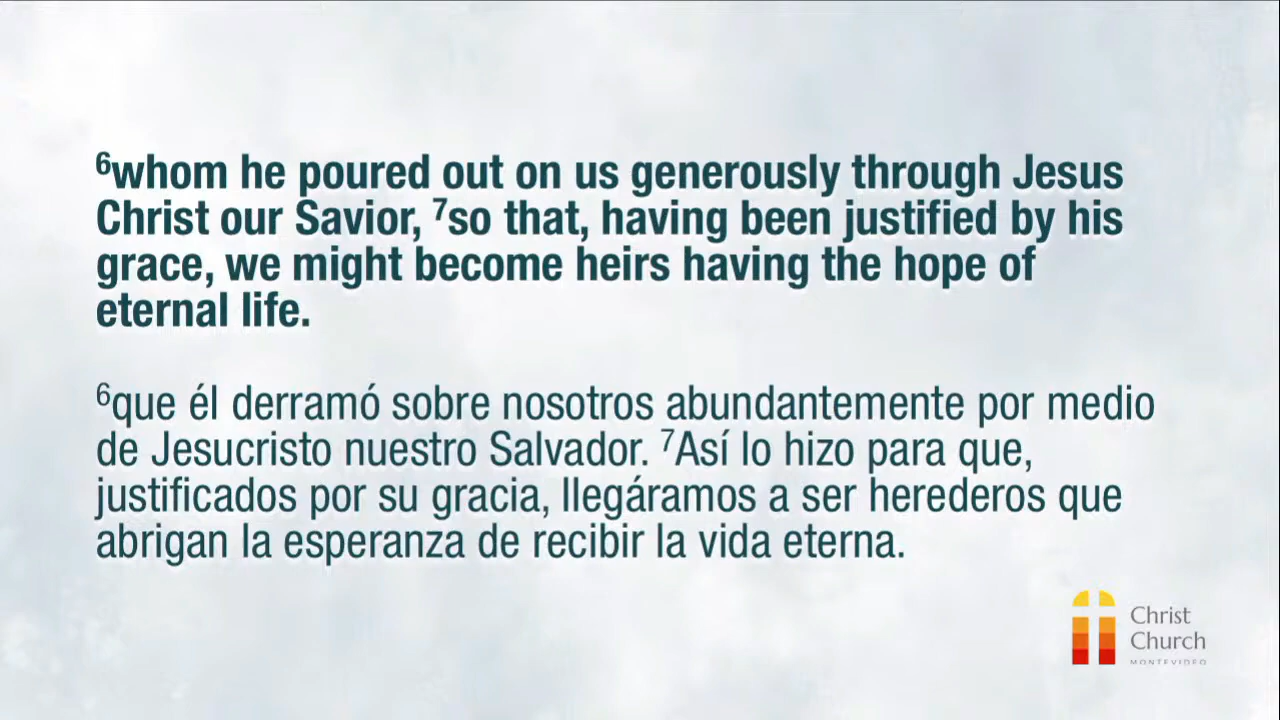 ⁶whom he poured out on us generously through Jesus
Christ our Savior, ⁷so that, having been justified by his
grace, we might become heirs having the hope of
eternal life.
⁶que él derramó sobre nosotros abundantemente por medio
de Jesucristo nuestro Salvador. ⁷Así lo hizo para que,
justificados por su gracia, llegáramos a ser herederos que
abrigan la esperanza de recibir la vida eterna.
Christ
Church
MONTEVIDEO